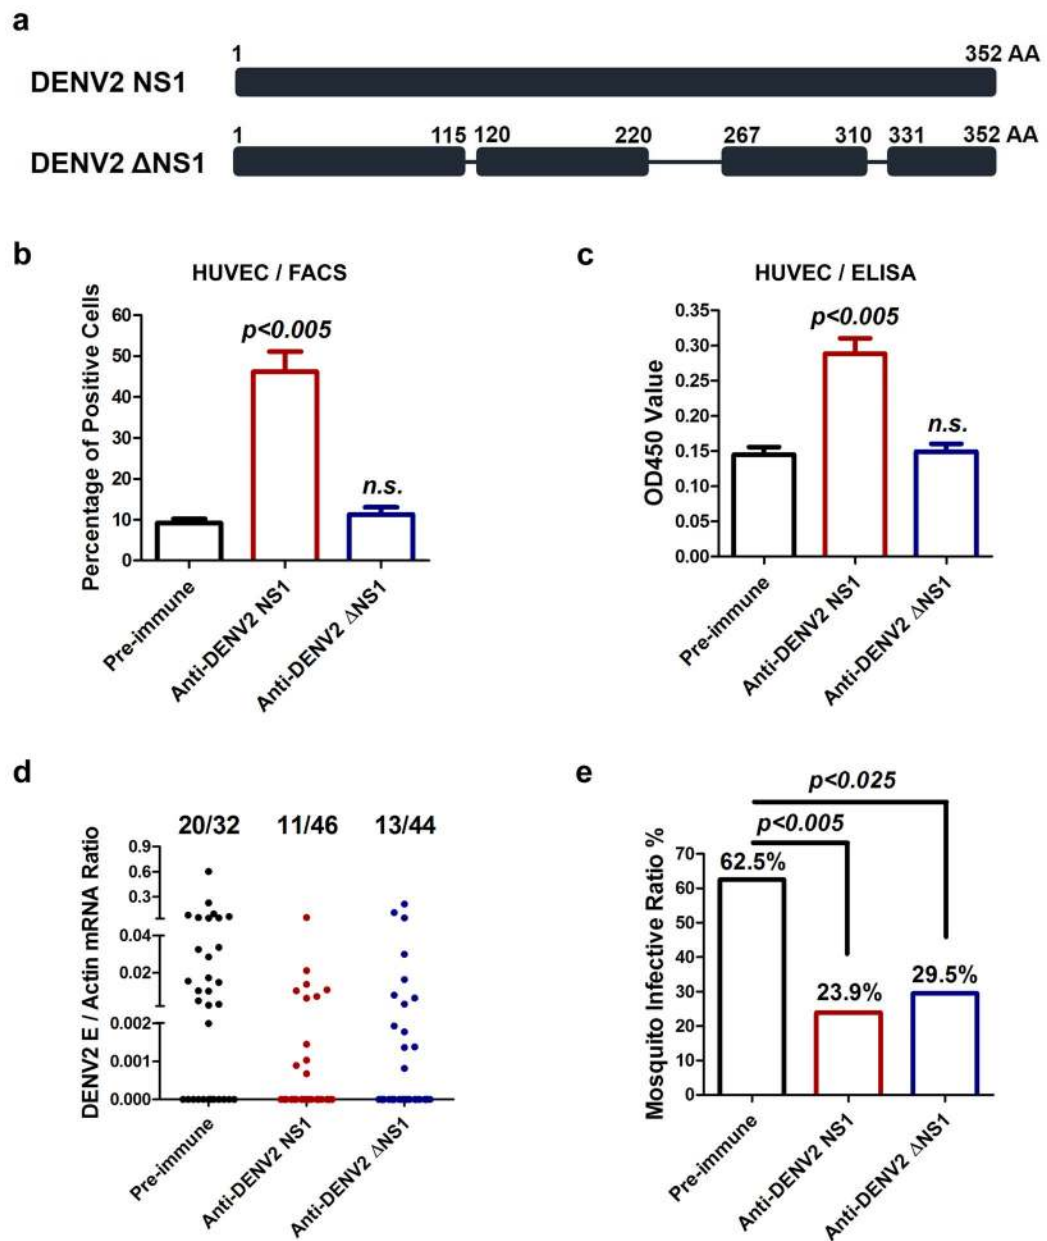 a
1 352 AA
DENV2 NS1
1 115 120 220 267 310 331 352 AA
DENV2 ΔNS1
b
HUVEC / FACS
Percentage of Positive Cells
60
50
40
30
20
10
0
p<0.005
n.s.
Pre-immune
Anti-DENV2 NS1
Anti-DENV2 ΔNS1
c
HUVEC / ELISA
OD450 Value
0.35
0.30
0.25
0.20
0.15
0.10
0.05
0.00
p<0.005
n.s.
Pre-immune
Anti-DENV2 NS1
Anti-DENV2 ΔNS1
d
20/32 11/46 13/44
DENV2 E / Actin mRNA Ratio
0.9
0.6
0.3
0.04
0.02
0.002
0.001
0.000
Pre-immune
Anti-DENV2 NS1
Anti-DENV2 ΔNS1
e
p<0.025
p<0.005
Mosquito Infective Ratio %
70
60
50
40
30
20
10
0
62.5%
23.9%
29.5%
Pre-immune
Anti-DENV2 NS1
Anti-DENV2 ΔNS1